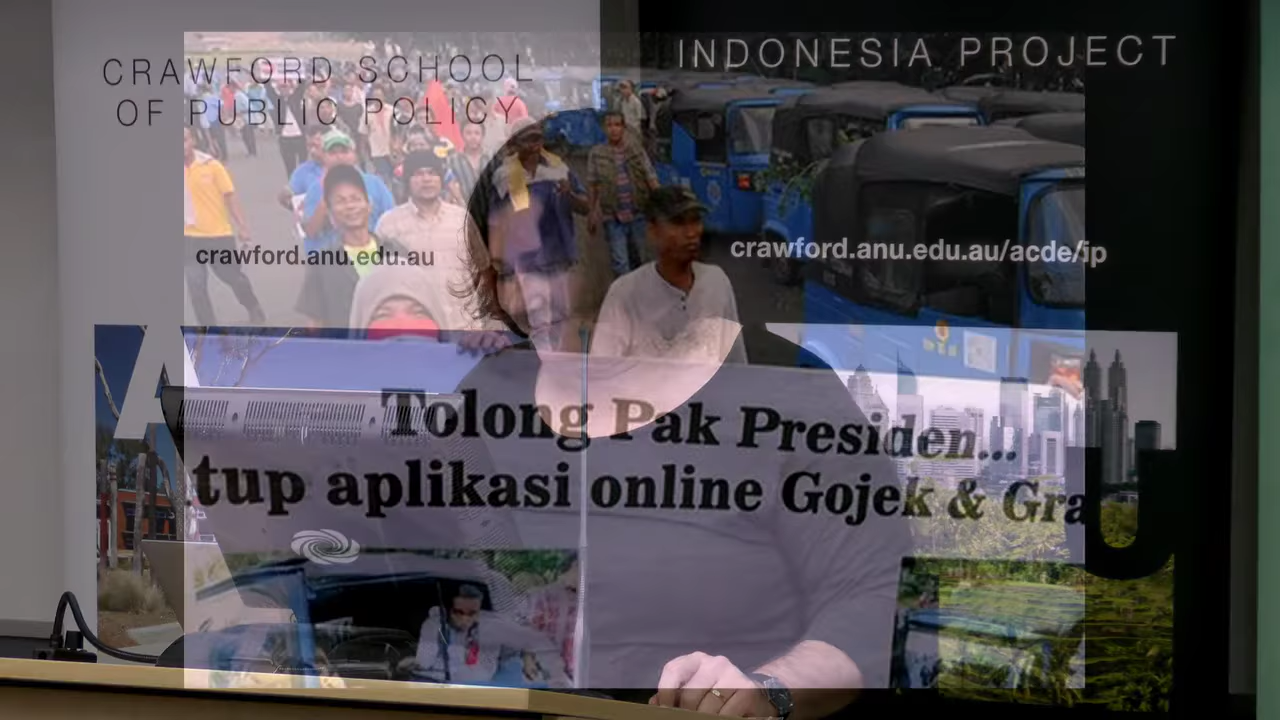 CRAWFORD SCHOOL
OF PUBLIC POLICY
INDONESIA PROJECT
crawford.anu.edu.au
crawford.anu.edu.au/acde/ip
Tolong Pak Presiden...
tup aplikasi online Gojek & Gra